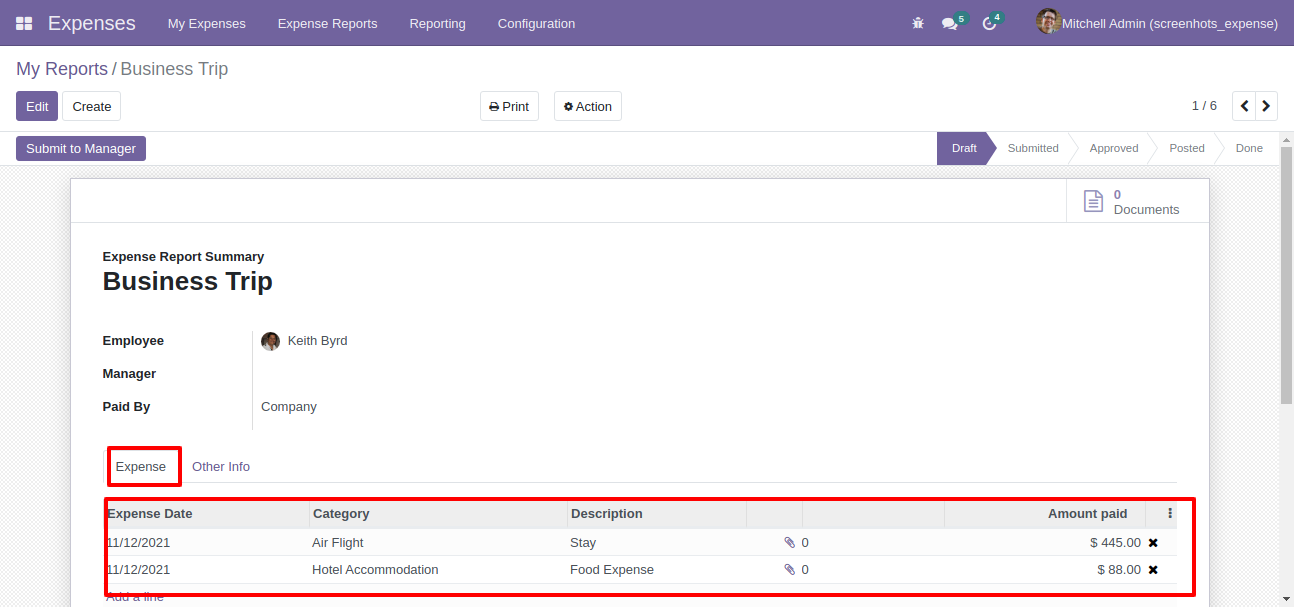 Expenses My Expenses Expense Reports Reporting Configuration 5 4 Mitchell Admin (screenhots_expense)
My Reports / Business Trip
Edit Create Print Action 1 / 6
Submit to Manager Draft Submitted Approved Posted Done
0
Documents
Expense Report Summary
Business Trip
Employee Keith Byrd
Manager
Paid By Company
Expense Other Info
Expense Date Category Description Amount paid
11/12/2021 Air Flight Stay 0 $ 445.00
11/12/2021 Hotel Accommodation Food Expense 0 $ 88.00
Add a line